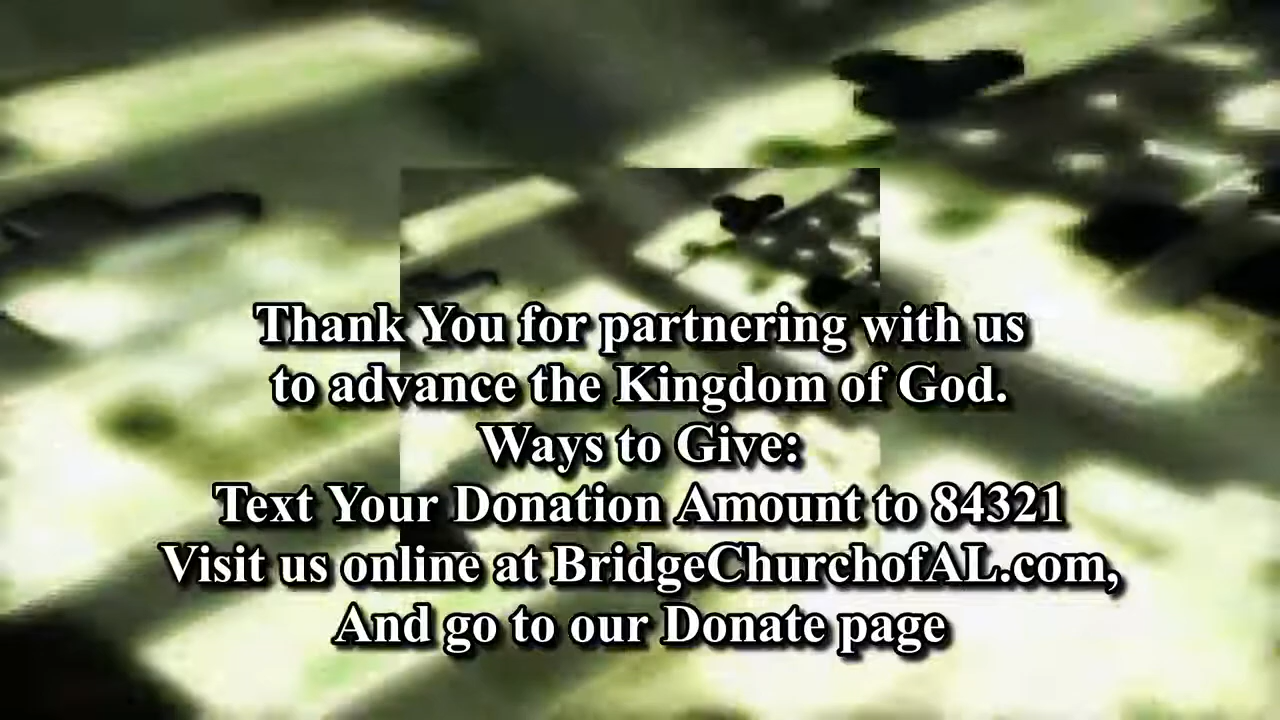 Thank You for partnering with us
to advance the Kingdom of God.
Ways to Give:
Text Your Donation Amount to 84321
Visit us online at BridgeChurchofAL.com,
And go to our Donate page